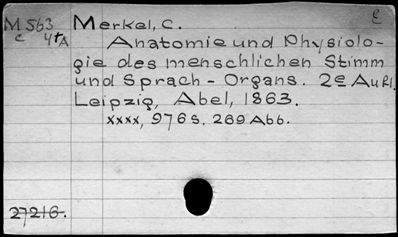 M563 Merkel, C. E
c 4tA Anatomie und Physiolo-
gie des menschlichen Stimm
und Sprach-Organs. 2e Aufl.
Leipzig, Abel, 1863.
xxxx, 976 s. 269 Abb.
27216.